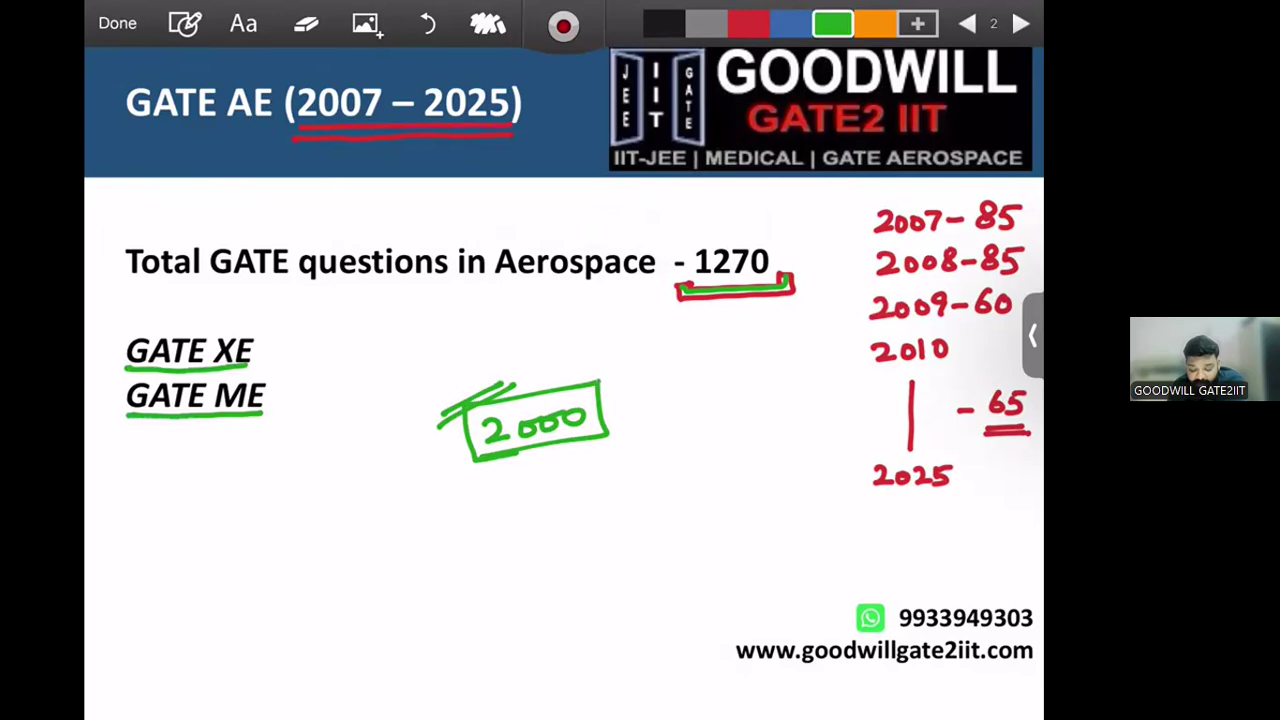 Done
Aa
2
GATE AE (2007 – 2025)
JEE
IIT
GATE
GOODWILL
GATE2 IIT
IIT-JEE | MEDICAL | GATE AEROSPACE
Total GATE questions in Aerospace - 1270
GATE XE
GATE ME
2000
2007-85
2008-85
2009-60
2010
- 65
2025
GOODWILL GATE2IIT
9933949303
www.goodwillgate2iit.com